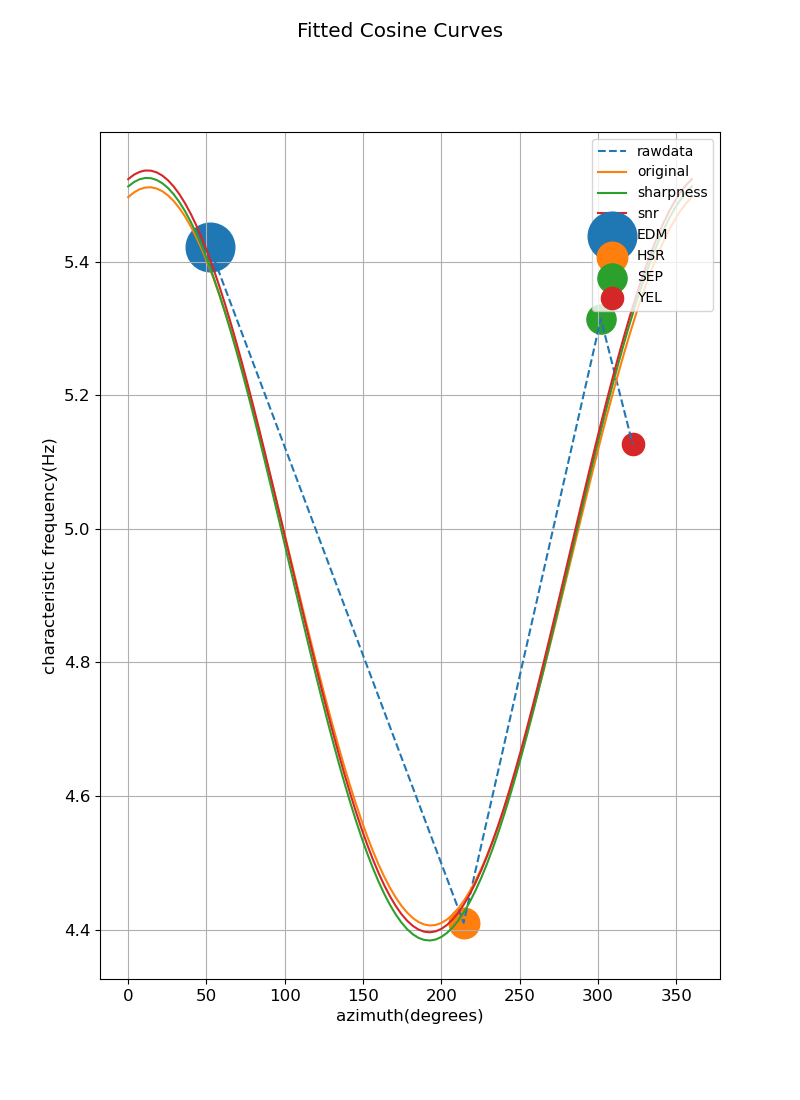 Fitted Cosine Curves
rawdata
original
sharpness
snr
EDM
HSR
SEP
YEL
5.4
5.2
5.0
4.8
4.6
4.4
characteristic frequency(Hz)
0 50 100 150 200 250 300 350
azimuth(degrees)